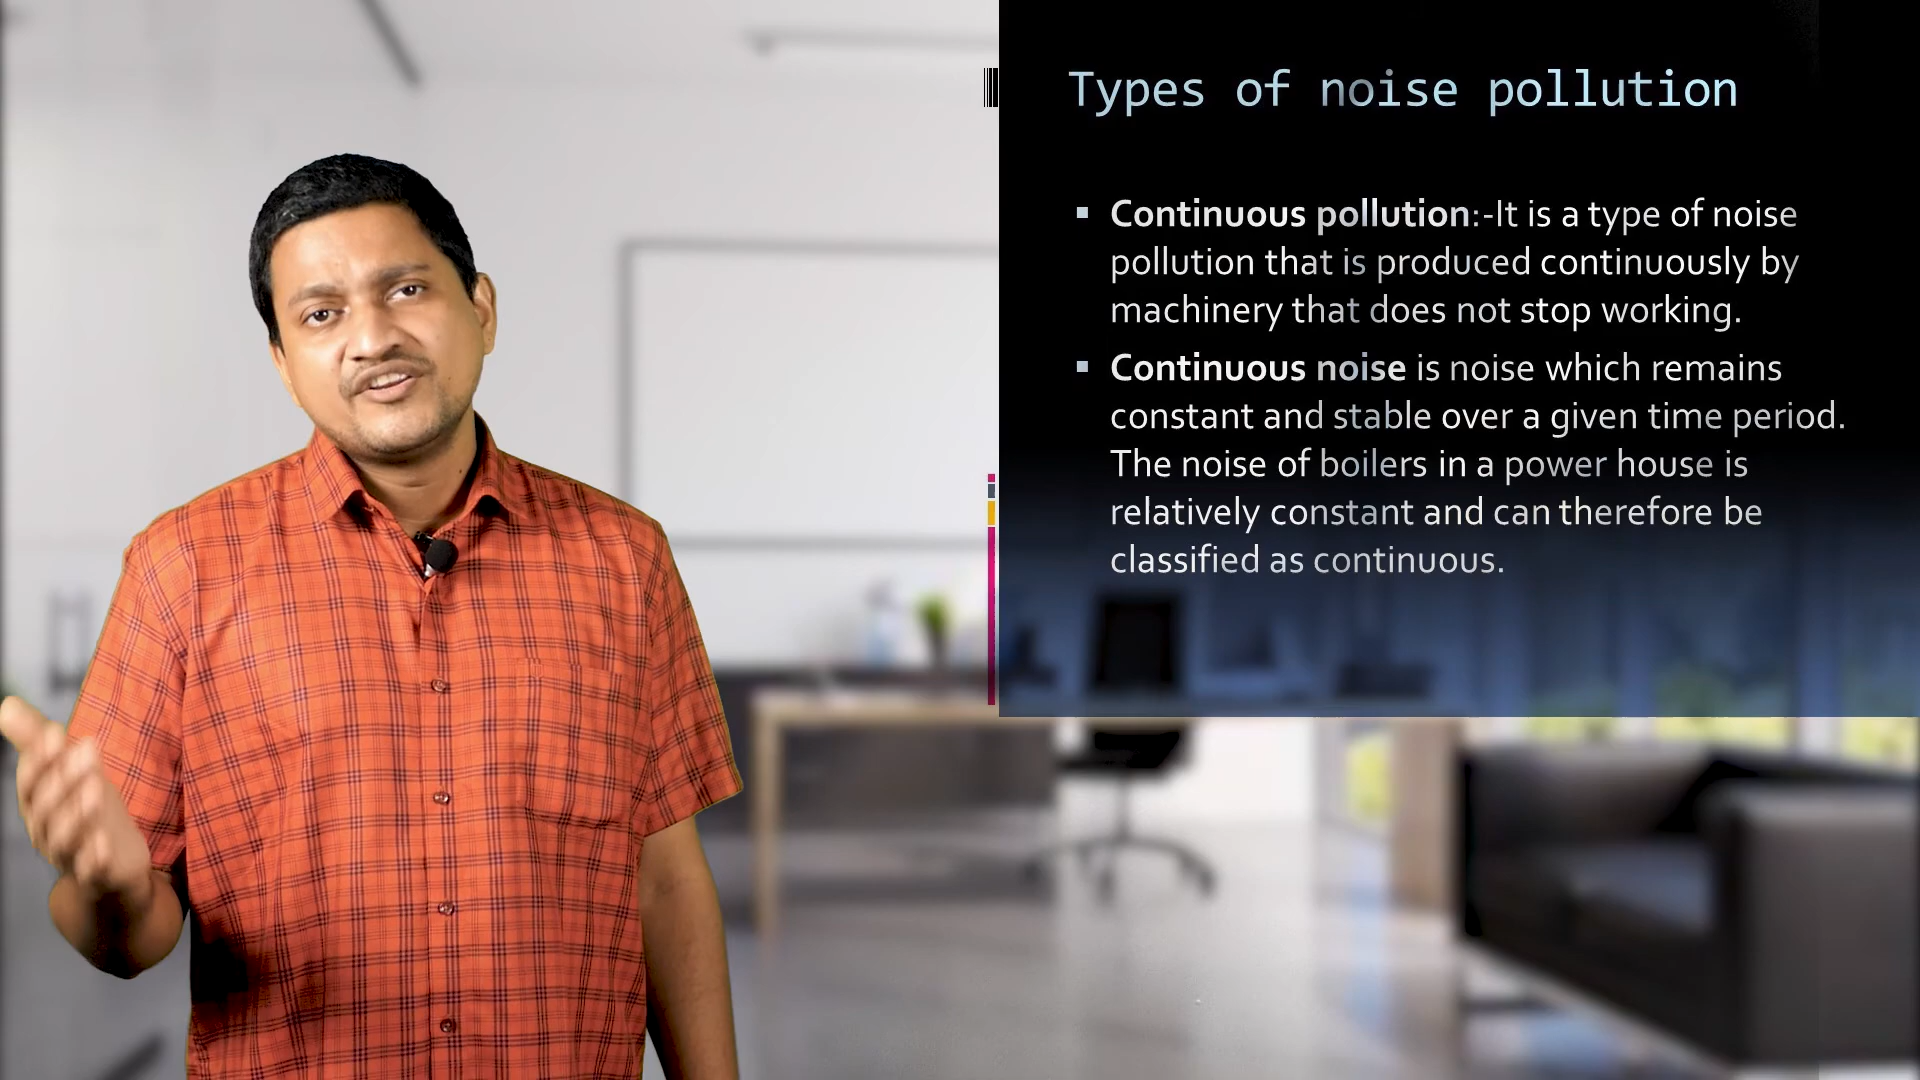 Types of noise pollution
Continuous pollution:-It is a type of noise
pollution that is produced continuously by
machinery that does not stop working.
Continuous noise is noise which remains
constant and stable over a given time period.
The noise of boilers in a power house is
relatively constant and can therefore be
classified as continuous.